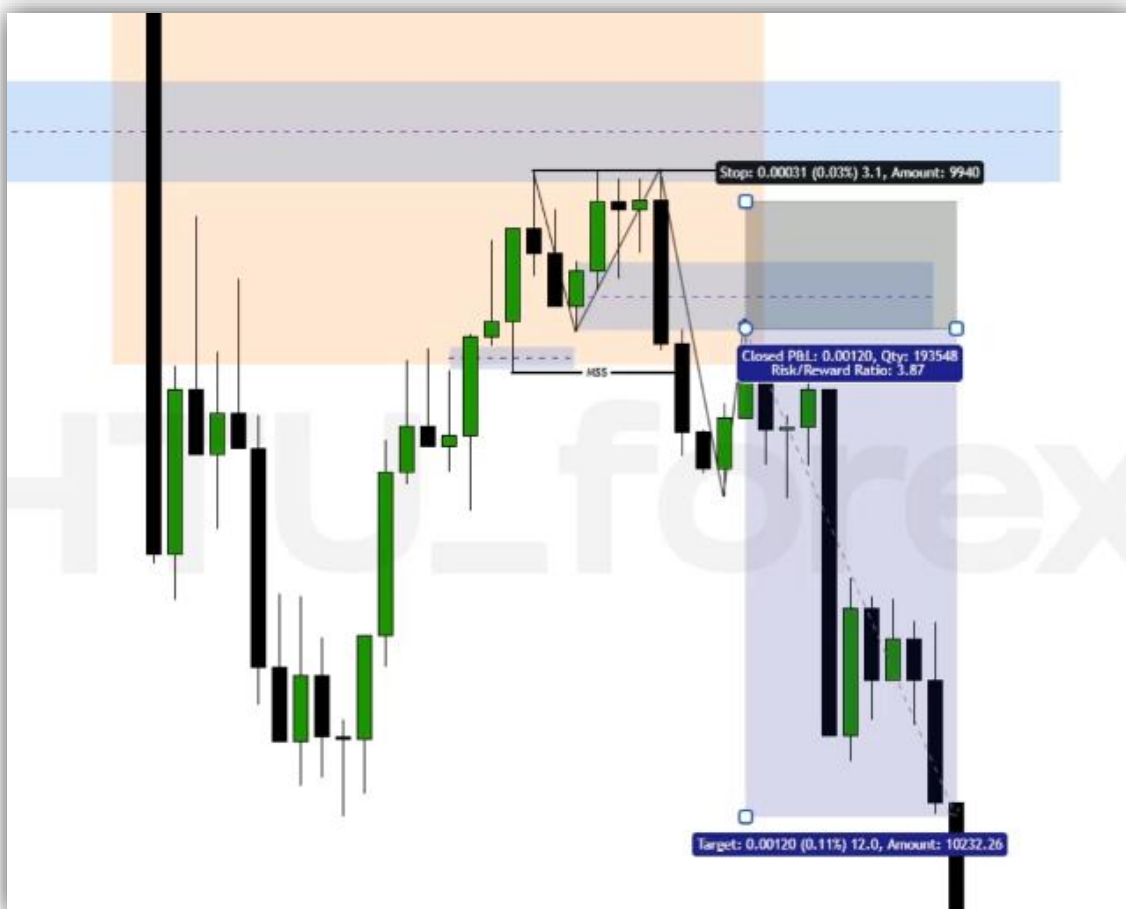 Stop: 0.00031 (0.03%) 3.1, Amount: 9940
Closed P&L: 0.00120, Qty: 193548
Risk/Reward Ratio: 3.87
MSS
HTU_forex
Target: 0.00120 (0.11%) 12.0, Amount: 10232.26